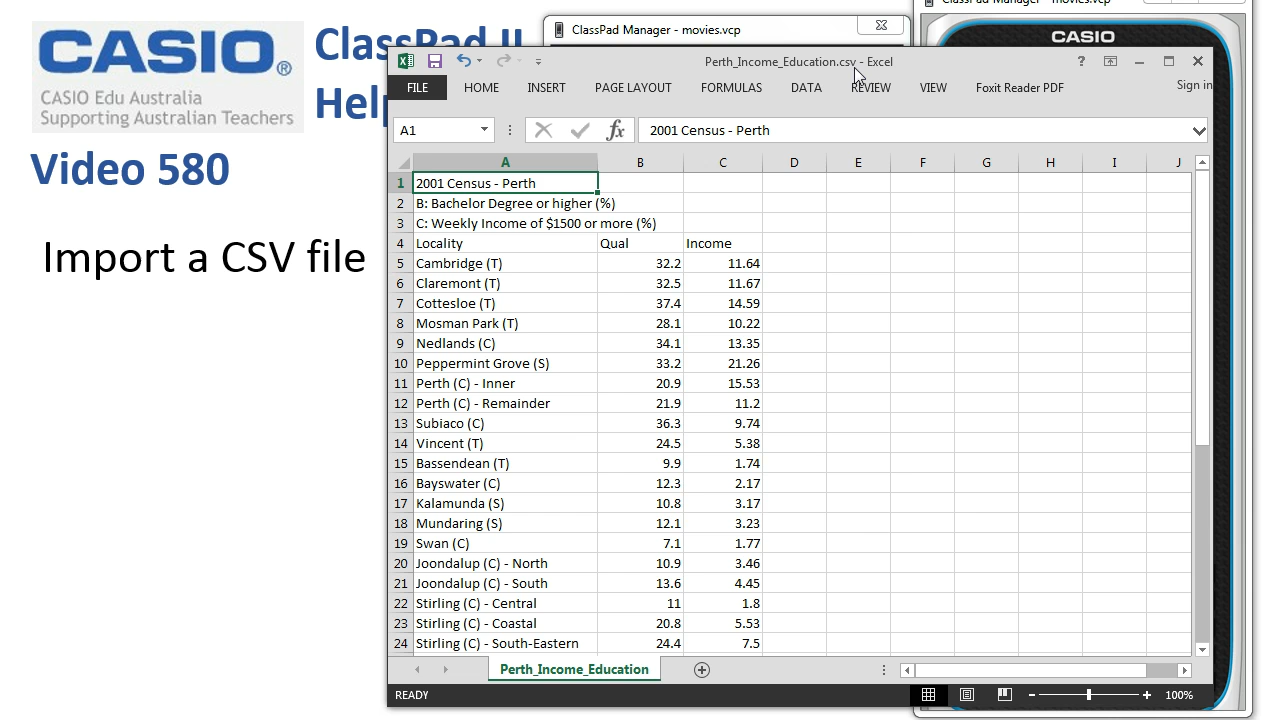 CASIO®
CASIO Edu Australia
Supporting Australian Teachers
ClassPad II
Help
Video 580
Import a CSV file
ClassPad Manager - movies.vcp
ClassPad Manager - movies.vcp
CASIO
Perth_Income_Education.csv - Excel
?
Sign in
FILE HOME INSERT PAGE LAYOUT FORMULAS DATA REVIEW VIEW Foxit Reader PDF
A1 fx 2001 Census - Perth
A B C D E F G H I J
1 2001 Census - Perth
2 B: Bachelor Degree or higher (%)
3 C: Weekly Income of $1500 or more (%)
4 Locality Qual Income
5 Cambridge (T) 32.2 11.64
6 Claremont (T) 32.5 11.67
7 Cottesloe (T) 37.4 14.59
8 Mosman Park (T) 28.1 10.22
9 Nedlands (C) 34.1 13.35
10 Peppermint Grove (S) 33.2 21.26
11 Perth (C) - Inner 20.9 15.53
12 Perth (C) - Remainder 21.9 11.2
13 Subiaco (C) 36.3 9.74
14 Vincent (T) 24.5 5.38
15 Bassendean (T) 9.9 1.74
16 Bayswater (C) 12.3 2.17
17 Kalamunda (S) 10.8 3.17
18 Mundaring (S) 12.1 3.23
19 Swan (C) 7.1 1.77
20 Joondalup (C) - North 10.9 3.46
21 Joondalup (C) - South 13.6 4.45
22 Stirling (C) - Central 11 1.8
23 Stirling (C) - Coastal 20.8 5.53
24 Stirling (C) - South-Eastern 24.4 7.5
Perth_Income_Education
READY 100%